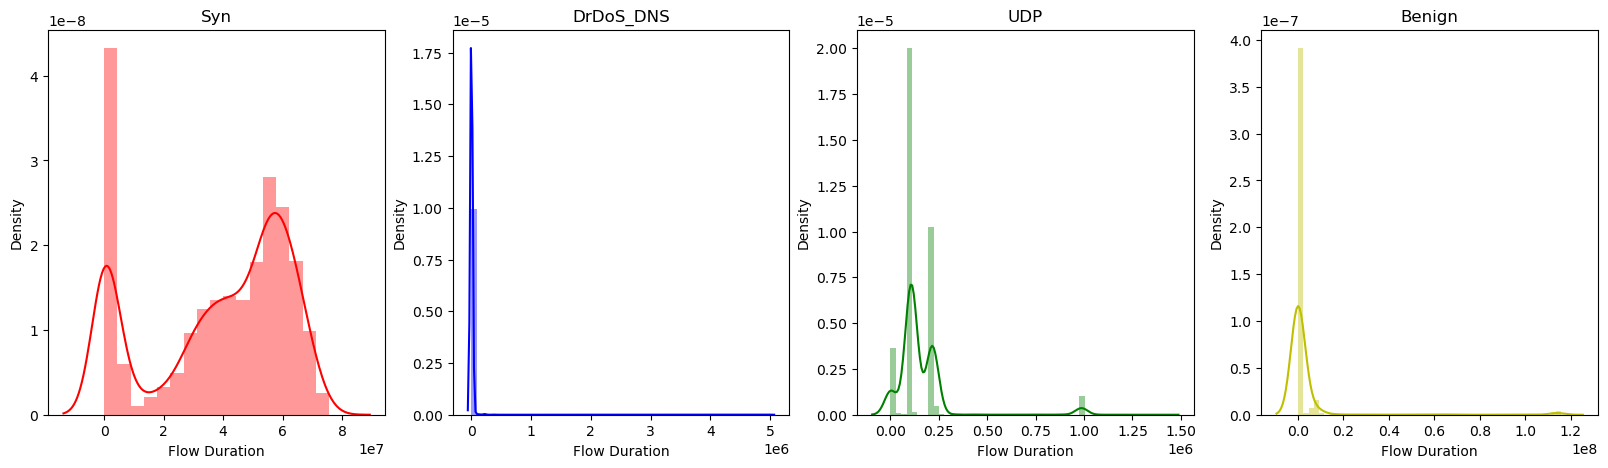 Syn
1e−8
Density
4
3
2
1
0
0 2 4 6 8
Flow Duration
1e7
DrDoS_DNS
1e−5
Density
1.75
1.50
1.25
1.00
0.75
0.50
0.25
0.00
0 1 2 3 4 5
Flow Duration
1e6
UDP
1e−5
Density
2.00
1.75
1.50
1.25
1.00
0.75
0.50
0.25
0.00
0.00 0.25 0.50 0.75 1.00 1.25 1.50
Flow Duration
1e6
Benign
1e−7
Density
4.0
3.5
3.0
2.5
2.0
1.5
1.0
0.5
0.0
0.0 0.2 0.4 0.6 0.8 1.0 1.2
Flow Duration
1e8